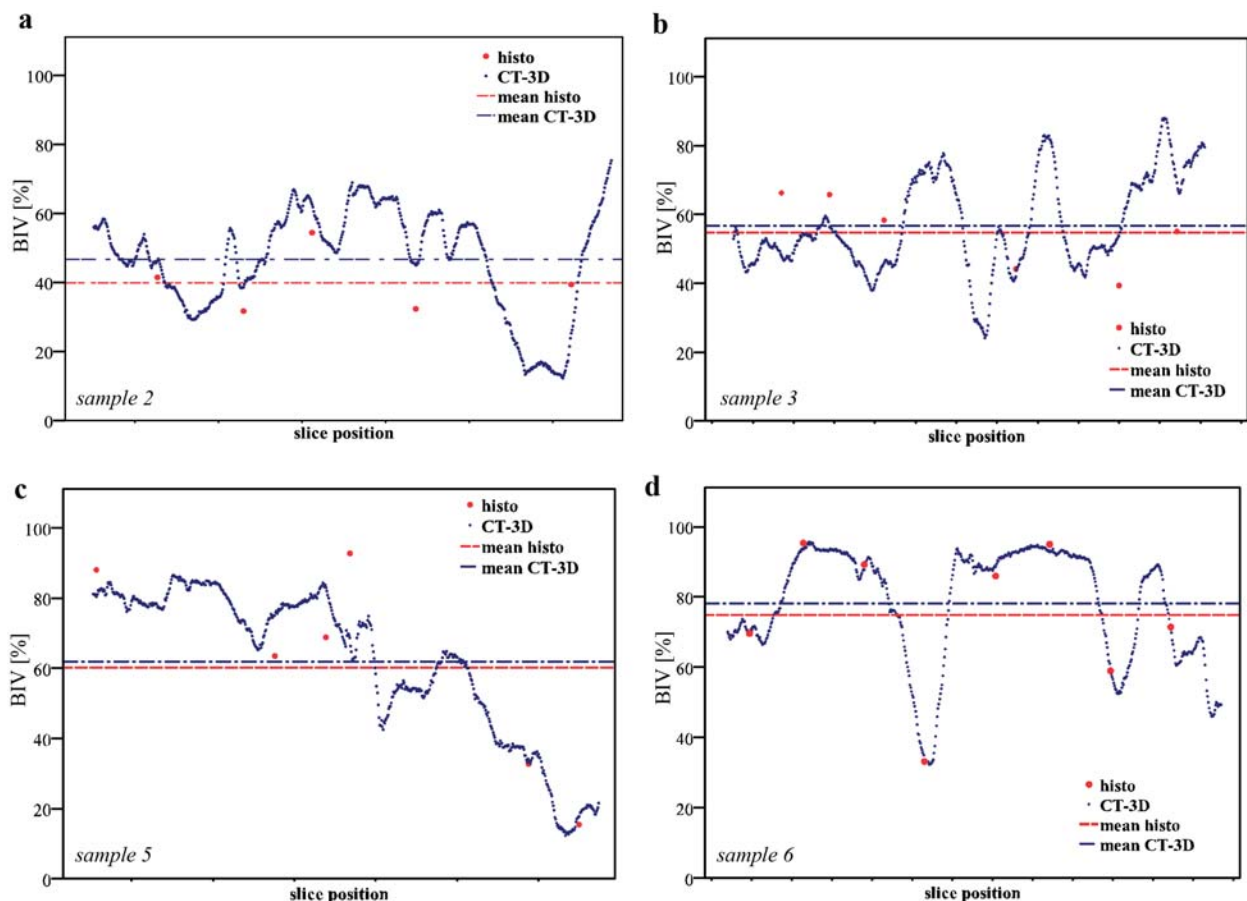 a
histo
CT-3D
mean histo
mean CT-3D
100
80
60
40
20
0
BIV [%]
sample 2
slice position
b
100
80
60
40
20
0
BIV [%]
histo
CT-3D
mean histo
mean CT-3D
sample 3
slice position
c
histo
CT-3D
mean histo
mean CT-3D
100
80
60
40
20
0
BIV [%]
sample 5
slice position
d
100
80
60
40
20
0
BIV [%]
histo
CT-3D
mean histo
mean CT-3D
sample 6
slice position